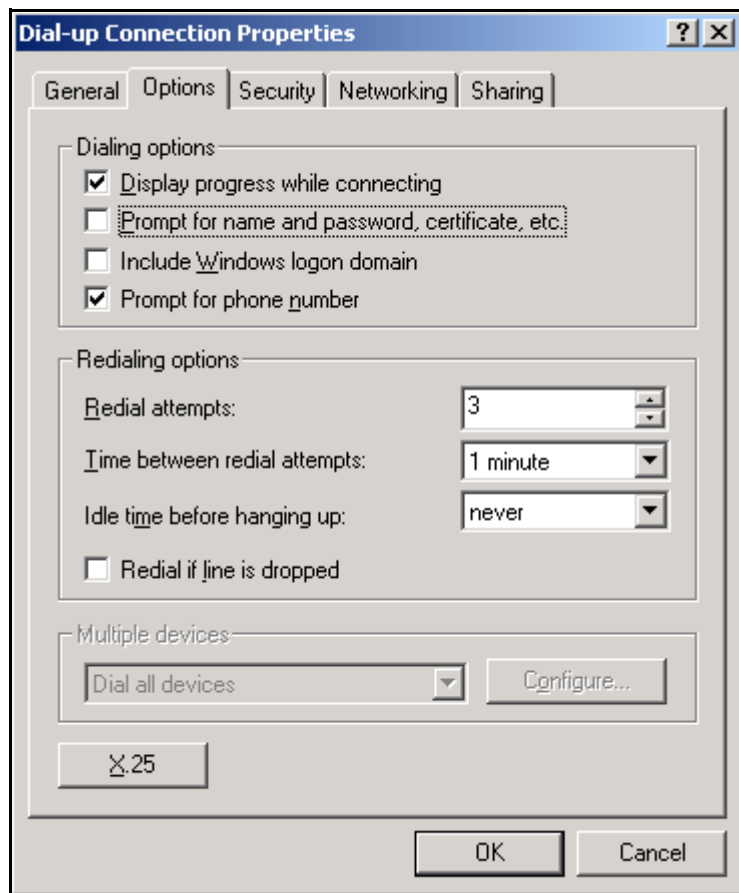 Dial-up Connection Properties
General Options Security Networking Sharing
Dialing options
Display progress while connecting
Prompt for name and password, certificate, etc.
Include Windows logon domain
Prompt for phone number
Redialing options
Redial attempts: 3
Time between redial attempts: 1 minute
Idle time before hanging up: never
Redial if line is dropped
Multiple devices
Dial all devices Configure...
X.25
OK Cancel